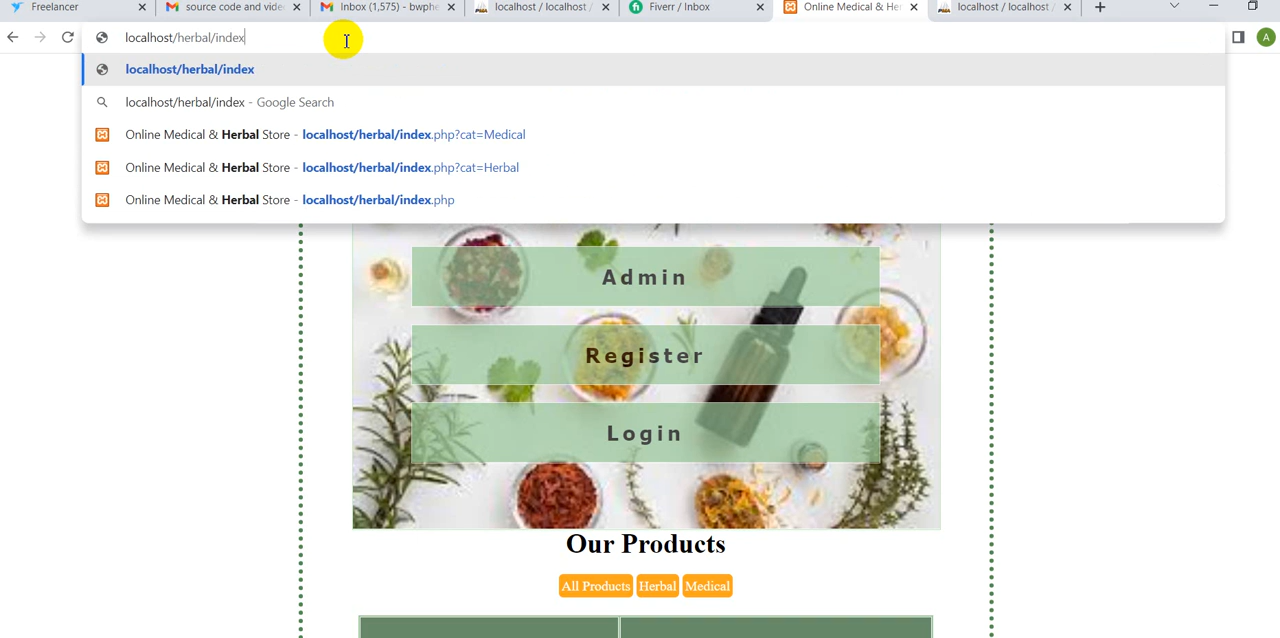 Freelancer
source code and vide
Inbox (1,575) - bwphe
localhost / localhost /
Fiverr / Inbox
Online Medical & He
localhost / localhost
localhost/herbal/index
A
localhost/herbal/index
localhost/herbal/index - Google Search
Online Medical & Herbal Store - localhost/herbal/index.php?cat=Medical
Online Medical & Herbal Store - localhost/herbal/index.php?cat=Herbal
Online Medical & Herbal Store - localhost/herbal/index.php
Admin
Register
Login
Our Products
All Products Herbal Medical